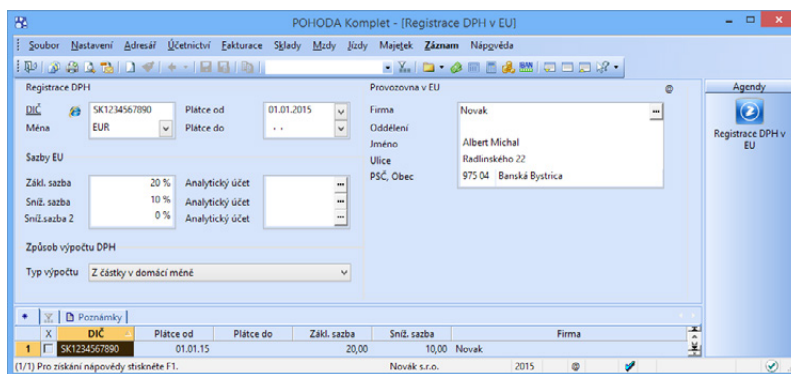 POHODA Komplet - [Registrace DPH v EU]
Soubor Nastavení Adresář Účetnictví Fakturace Sklady Mzdy Jízdy Majetek Záznam Nápověda
Registrace DPH Provozovna v EU @ Agendy
DIČ SK1234567890 Plátce od 01.01.2015 Firma Novak
Měna EUR Plátce do . . Oddělení
Registrace DPH v EU
Jméno Albert Michal
Sazby EU Ulice Radlinského 22
PSČ, Obec 975 04 Banská Bystrica
Zákl. sazba 20 % Analytický účet
Sníž. sazba 10 % Analytický účet
Sníž.sazba 2 0 % Analytický účet
Způsob výpočtu DPH
Typ výpočtu Z částky v domácí měně
Poznámky
X DIČ Plátce od Plátce do Zákl. sazba Sníž. sazba Firma
1 SK1234567890 01.01.15 20,00 10,00 Novak
(1/1) Pro získání nápovědy stiskněte F1. Novák s.r.o. 2015 @